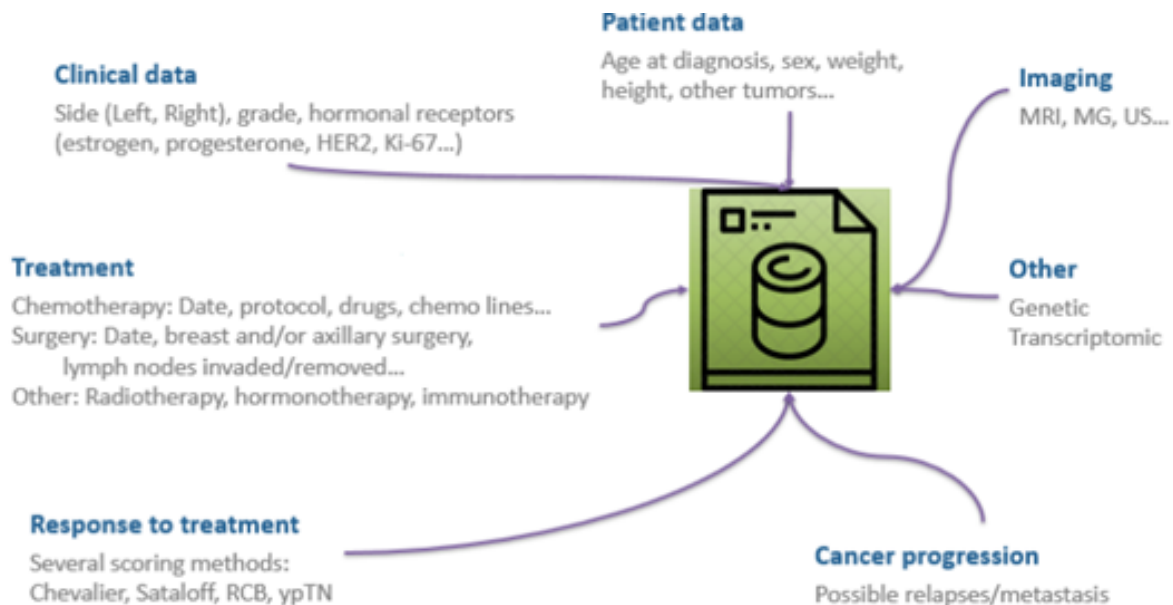 Patient data
Age at diagnosis, sex, weight,
height, other tumors...
Clinical data
Side (Left, Right), grade, hormonal receptors
(estrogen, progesterone, HER2, Ki-67...)
Imaging
MRI, MG, US...
Treatment
Chemotherapy: Date, protocol, drugs, chemo lines...
Surgery: Date, breast and/or axillary surgery,
lymph nodes invaded/removed...
Other: Radiotherapy, hormonotherapy, immunotherapy
Other
Genetic
Transcriptomic
Response to treatment
Several scoring methods:
Chevalier, Sataloff, RCB, ypTN
Cancer progression
Possible relapses/metastasis